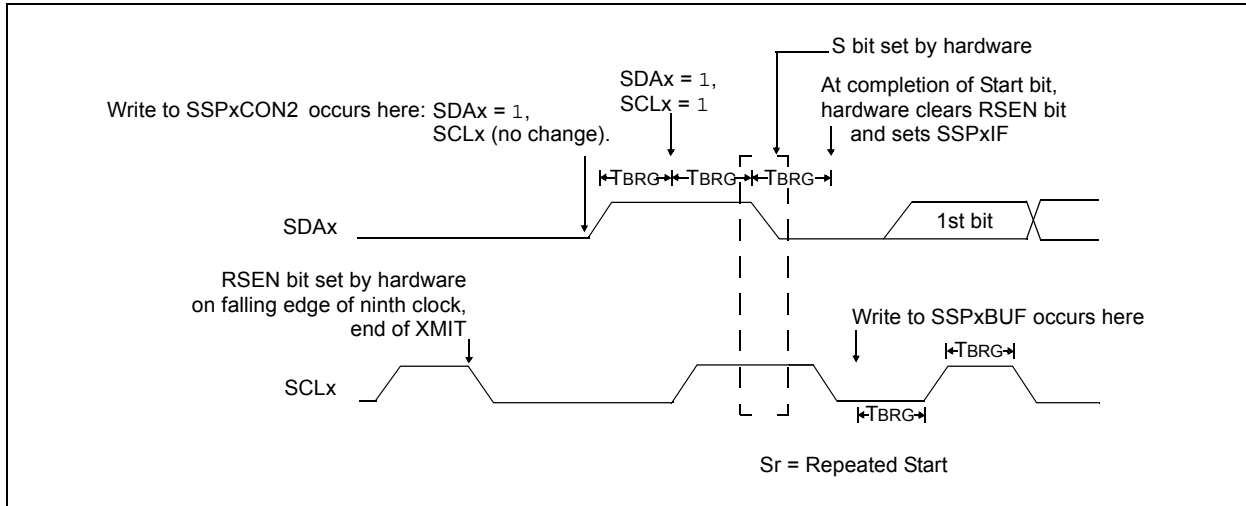 S bit set by hardware
SDAx = 1,
SCLx = 1
At completion of Start bit,
hardware clears RSEN bit
and sets SSPxIF
Write to SSPxCON2 occurs here: SDAx = 1,
SCLx (no change).
TBRG
TBRG
TBRG
SDAx
1st bit
RSEN bit set by hardware
on falling edge of ninth clock,
end of XMIT
Write to SSPxBUF occurs here
TBRG
SCLx
TBRG
Sr = Repeated Start